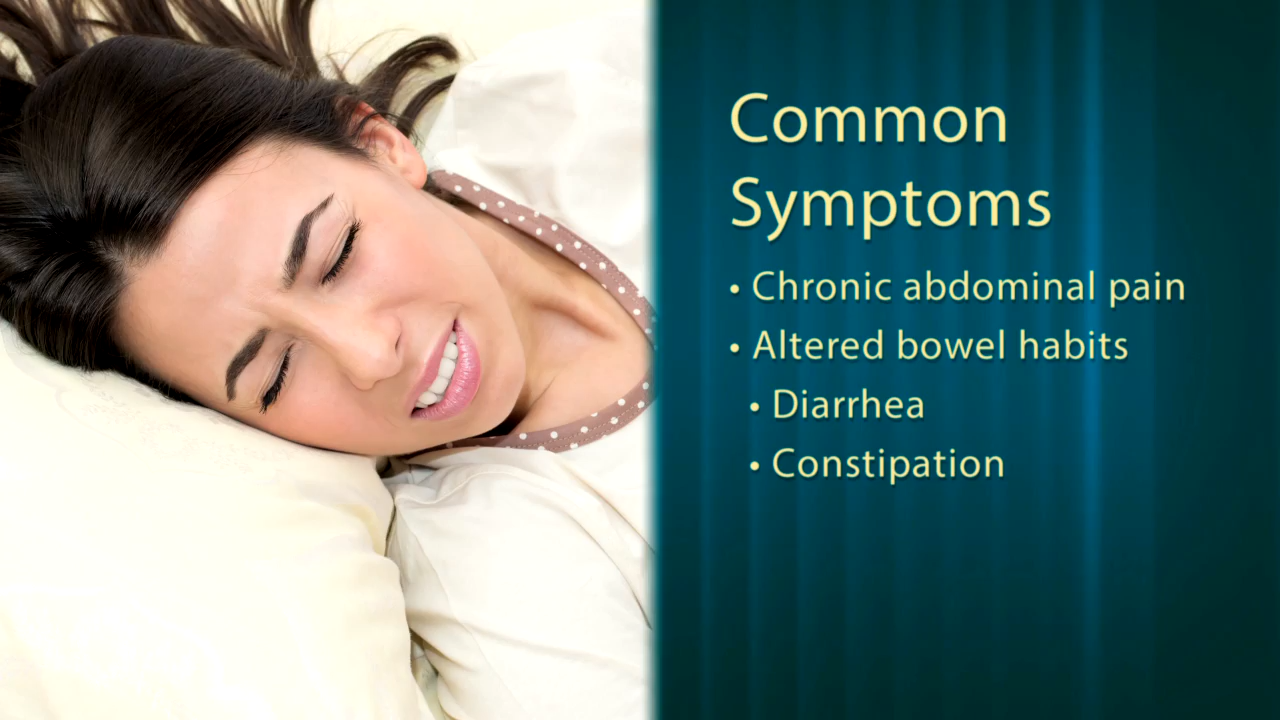 Common
Symptoms
• Chronic abdominal pain
• Altered bowel habits
• Diarrhea
• Constipation